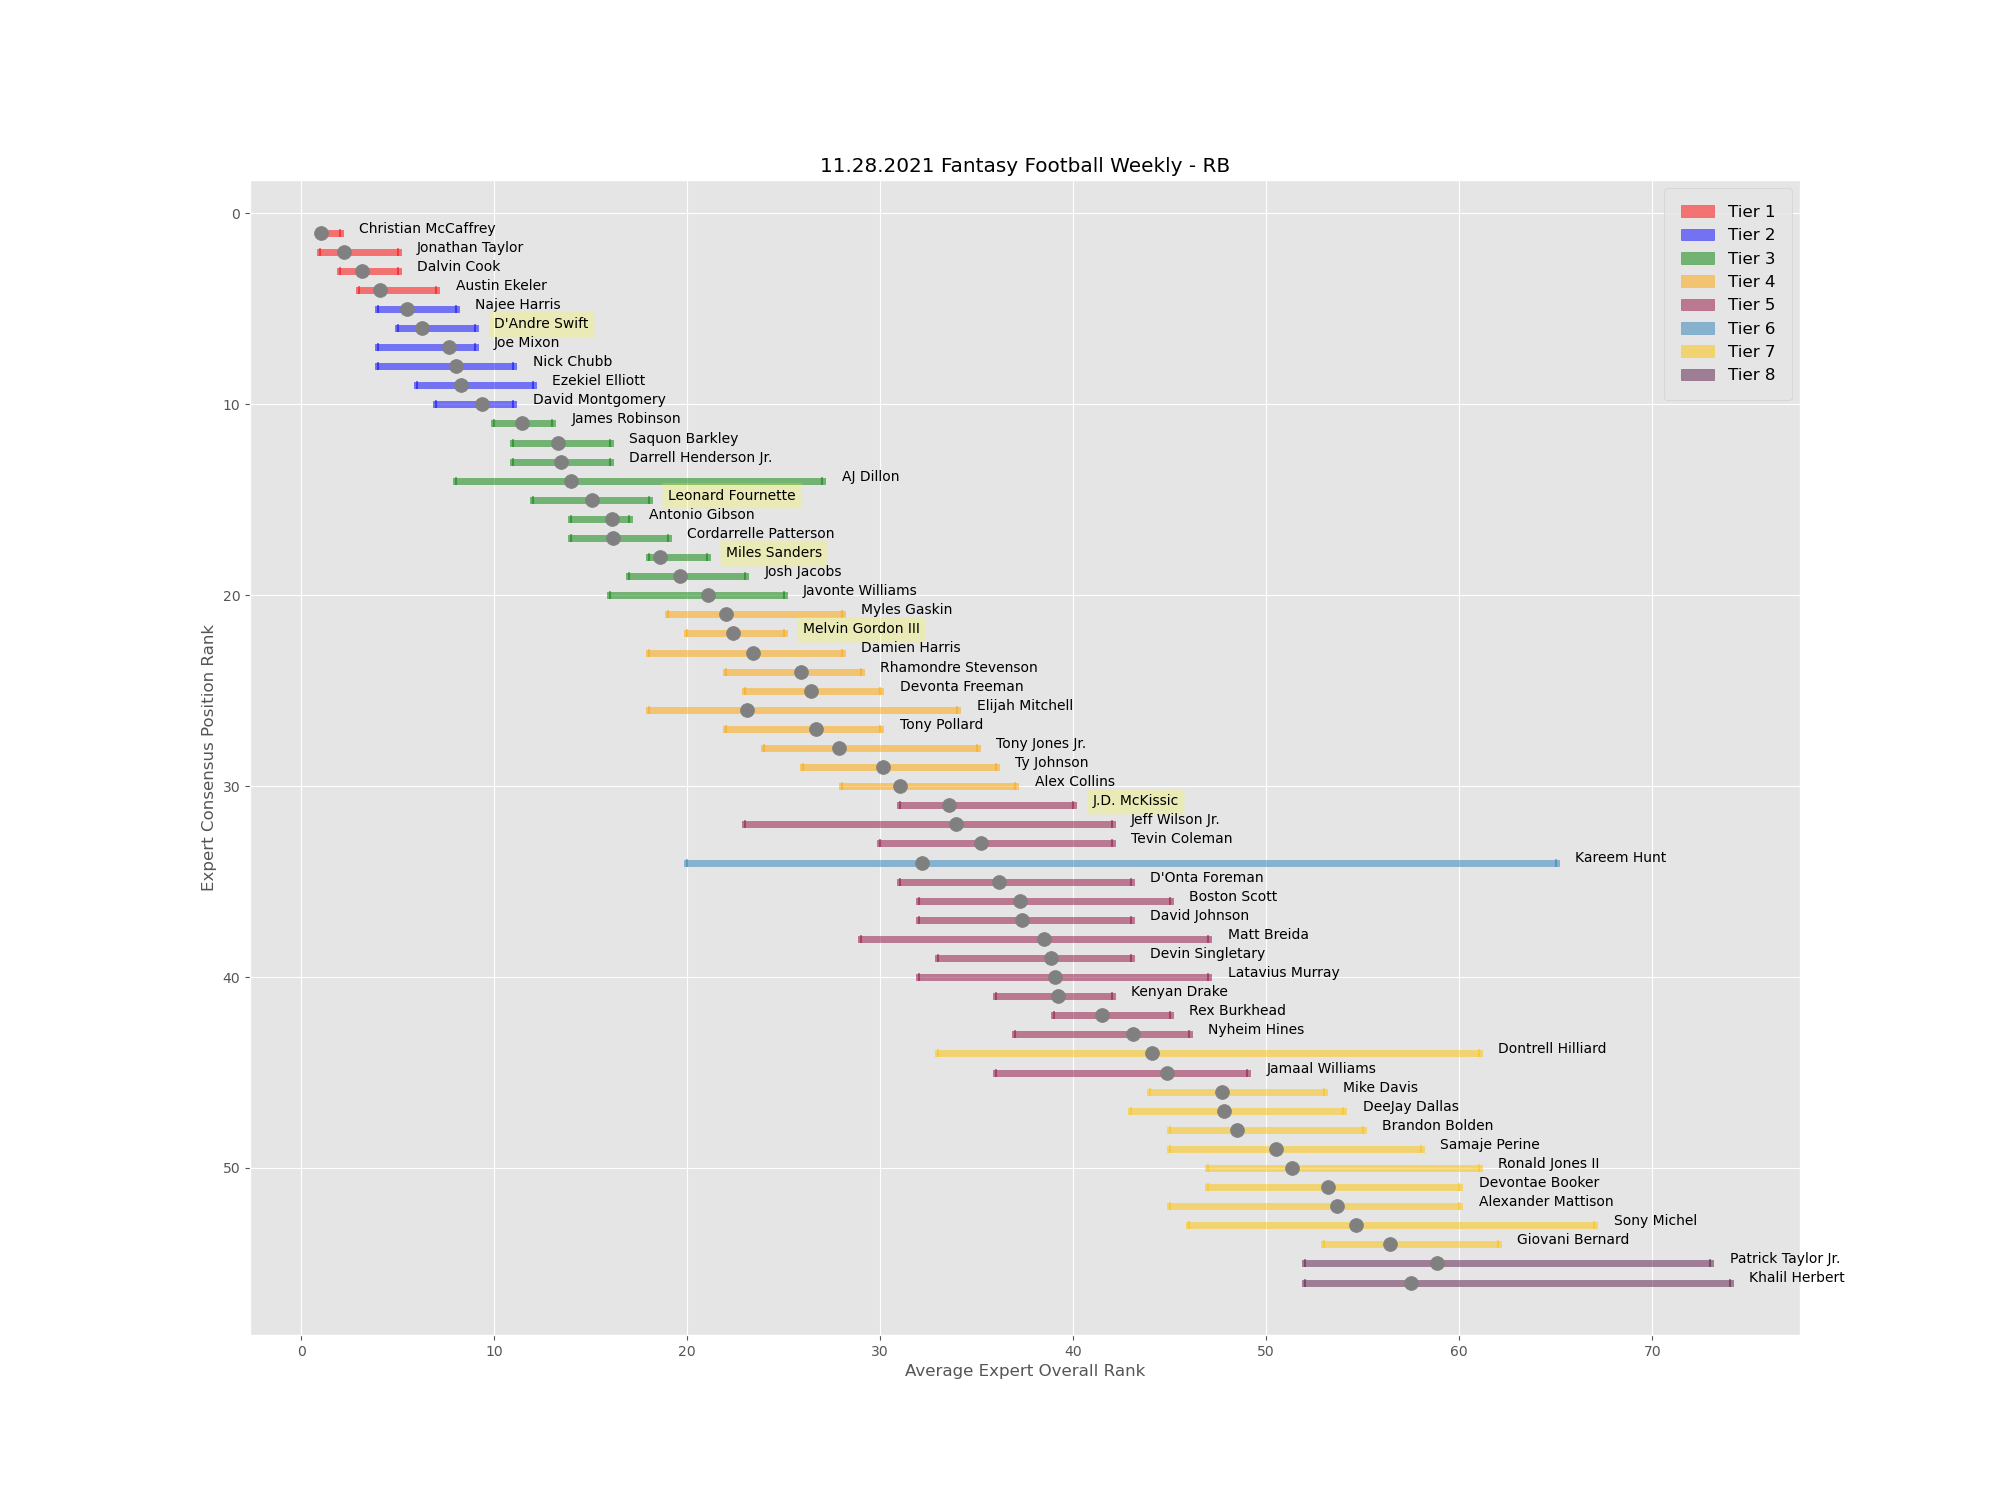 11.28.2021 Fantasy Football Weekly - RB
Tier 1
Tier 2
Tier 3
Tier 4
Tier 5
Tier 6
Tier 7
Tier 8
Expert Consensus Position Rank
0
10
20
30
40
50
Christian McCaffrey
Jonathan Taylor
Dalvin Cook
Austin Ekeler
Najee Harris
D'Andre Swift
Joe Mixon
Nick Chubb
Ezekiel Elliott
David Montgomery
James Robinson
Saquon Barkley
Darrell Henderson Jr.
AJ Dillon
Leonard Fournette
Antonio Gibson
Cordarrelle Patterson
Miles Sanders
Josh Jacobs
Javonte Williams
Myles Gaskin
Melvin Gordon III
Damien Harris
Rhamondre Stevenson
Devonta Freeman
Elijah Mitchell
Tony Pollard
Tony Jones Jr.
Ty Johnson
Alex Collins
J.D. McKissic
Jeff Wilson Jr.
Tevin Coleman
Kareem Hunt
D'Onta Foreman
Boston Scott
David Johnson
Matt Breida
Devin Singletary
Latavius Murray
Kenyan Drake
Rex Burkhead
Nyheim Hines
Dontrell Hilliard
Jamaal Williams
Mike Davis
DeeJay Dallas
Brandon Bolden
Samaje Perine
Ronald Jones II
Devontae Booker
Alexander Mattison
Sony Michel
Giovani Bernard
Patrick Taylor Jr.
Khalil Herbert
0 10 20 30 40 50 60 70
Average Expert Overall Rank